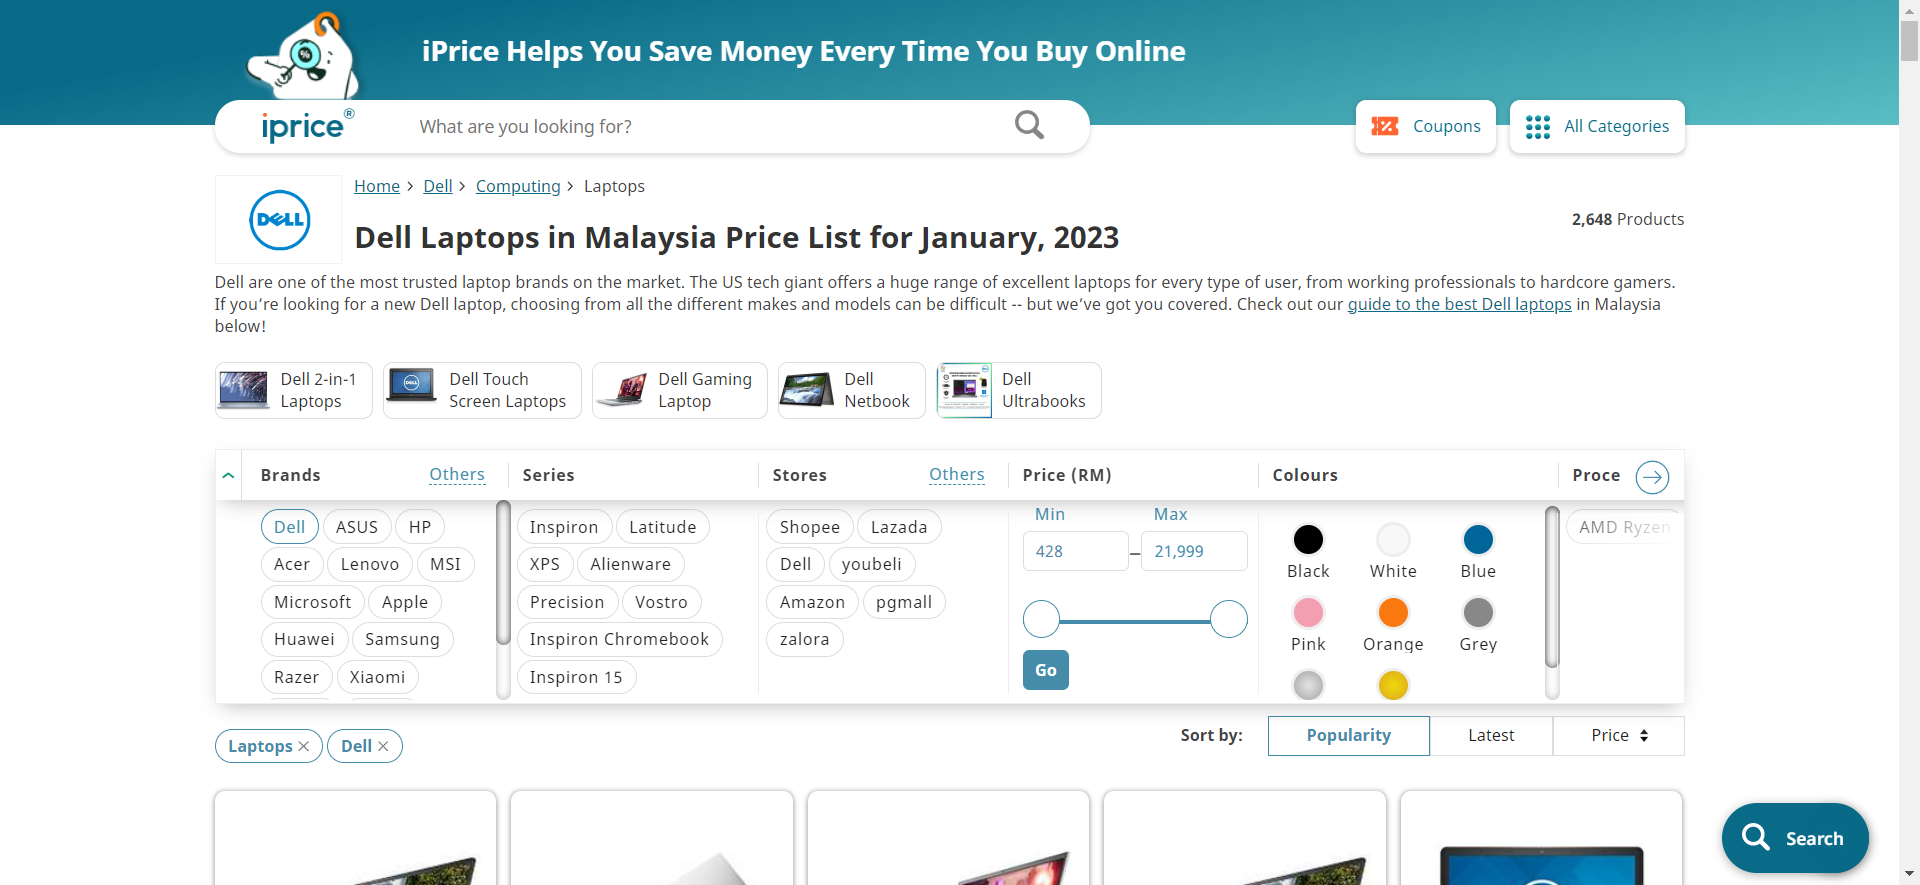 iPrice Helps You Save Money Every Time You Buy Online
iprice®
What are you looking for?
Coupons
All Categories
DELL
Home > Dell > Computing > Laptops
Dell Laptops in Malaysia Price List for January, 2023
2,648 Products
Dell are one of the most trusted laptop brands on the market. The US tech giant offers a huge range of excellent laptops for every type of user, from working professionals to hardcore gamers.
If you’re looking for a new Dell laptop, choosing from all the different makes and models can be difficult -- but we’ve got you covered. Check out our guide to the best Dell laptops in Malaysia
below!
Dell 2-in-1
Laptops
Dell Touch
Screen Laptops
Dell Gaming
Laptop
Dell
Netbook
Dell
Ultrabooks
Brands
Others
Series
Stores
Others
Price (RM)
Colours
Proce
Dell ASUS HP
Acer Lenovo MSI
Microsoft Apple
Huawei Samsung
Razer Xiaomi
Inspiron Latitude
XPS Alienware
Precision Vostro
Inspiron Chromebook
Inspiron 15
Shopee Lazada
Dell youbeli
Amazon pgmall
zalora
Min Max
428 – 21,999
Go
Black White Blue
Pink Orange Grey
AMD Ryzen
Laptops × Dell ×
Sort by:
Popularity
Latest
Price
Search